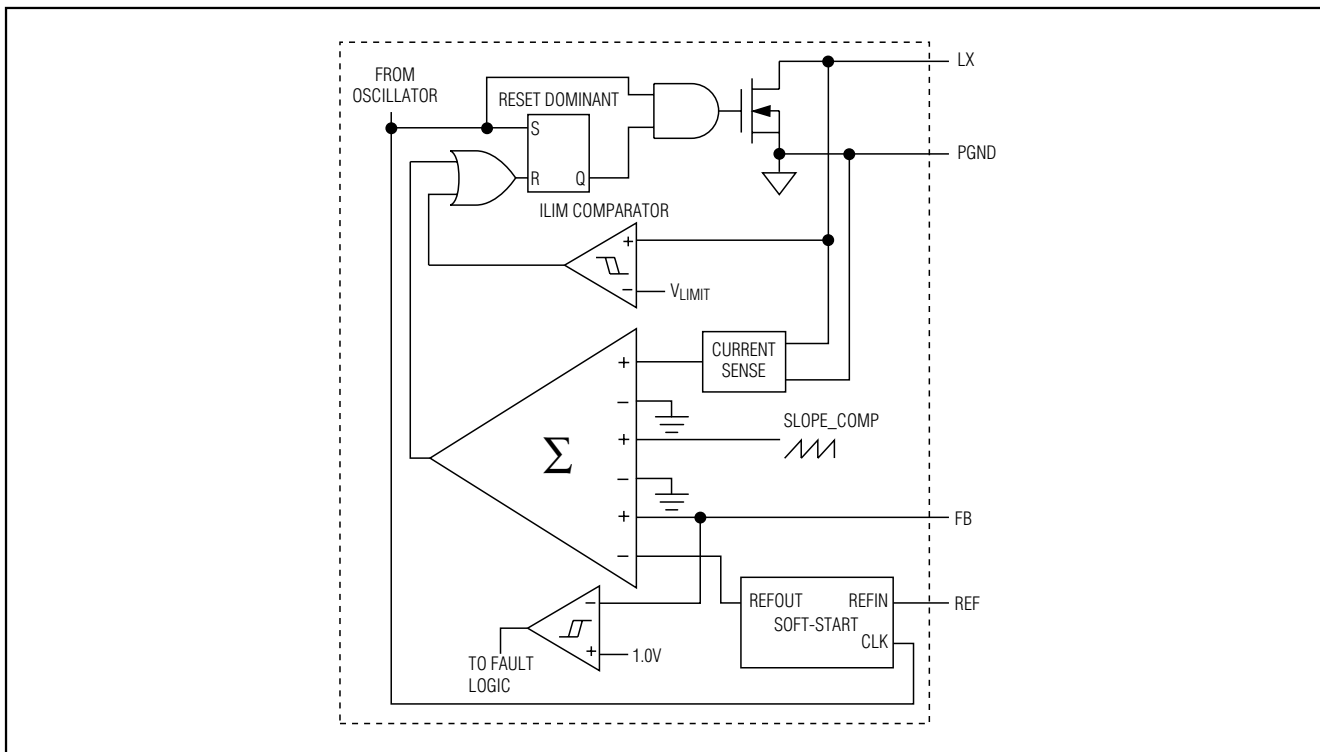 FROM
OSCILLATOR
RESET DOMINANT
LX
S
R
Q
PGND
ILIM COMPARATOR
+
−
VLIMIT
CURRENT
SENSE
+
−
+
−
+
−
Σ
SLOPE_COMP
FB
REFOUT
REFIN
SOFT-START
CLK
REF
−
+
1.0V
TO FAULT
LOGIC